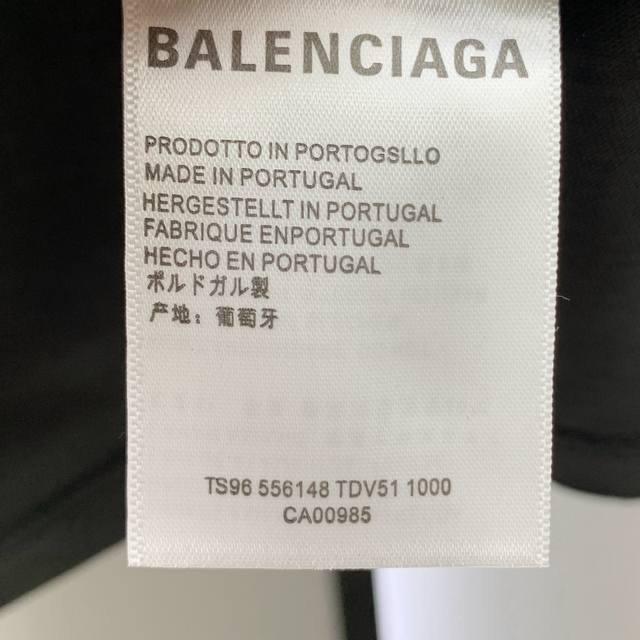 BALENCIAGA
PRODOTTO IN PORTOGSLLO
MADE IN PORTUGAL
HERGESTELLT IN PORTUGAL
FABRIQUE ENPORTUGAL
HECHO EN PORTUGAL
ポルドガル製
产地：葡萄牙
TS96 556148 TDV51 1000
CA00985